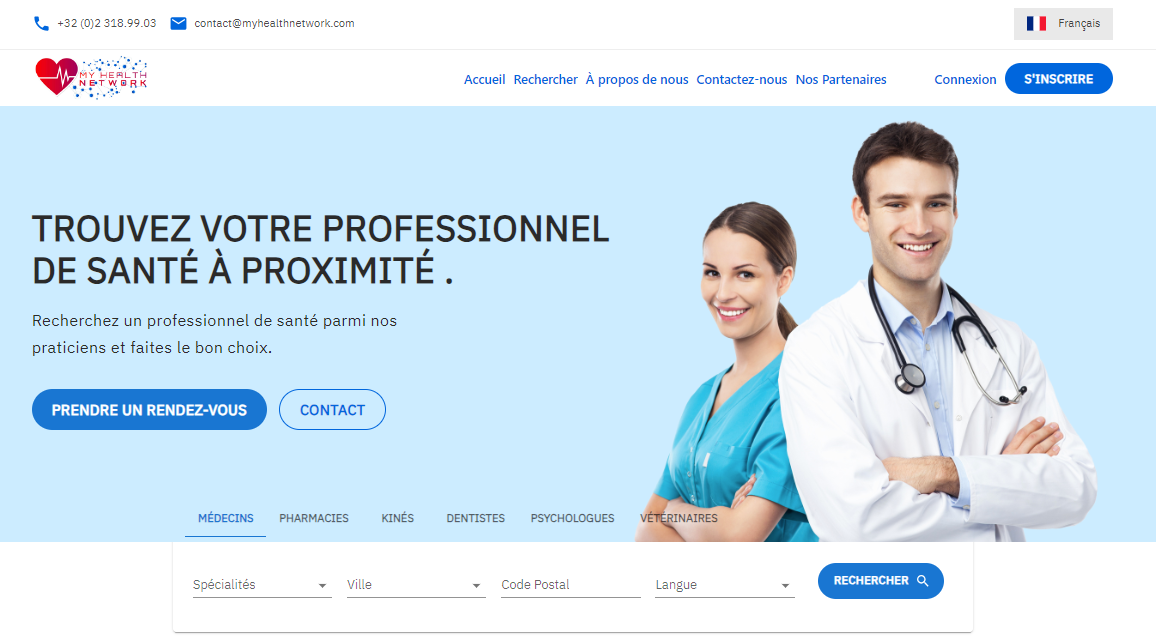 +32 (0)2 318.99.03
contact@myhealthnetwork.com
Français
MY HEALTH
NETWORK
Accueil
Rechercher
À propos de nous
Contactez-nous
Nos Partenaires
Connexion
S'INSCRIRE
TROUVEZ VOTRE PROFESSIONNEL
DE SANTÉ À PROXIMITÉ .
Recherchez un professionnel de santé parmi nos
praticiens et faites le bon choix.
PRENDRE UN RENDEZ-VOUS
CONTACT
MÉDECINS
PHARMACIES
KINÉS
DENTISTES
PSYCHOLOGUES
VÉTÉRINAIRES
Spécialités
Ville
Code Postal
Langue
RECHERCHER